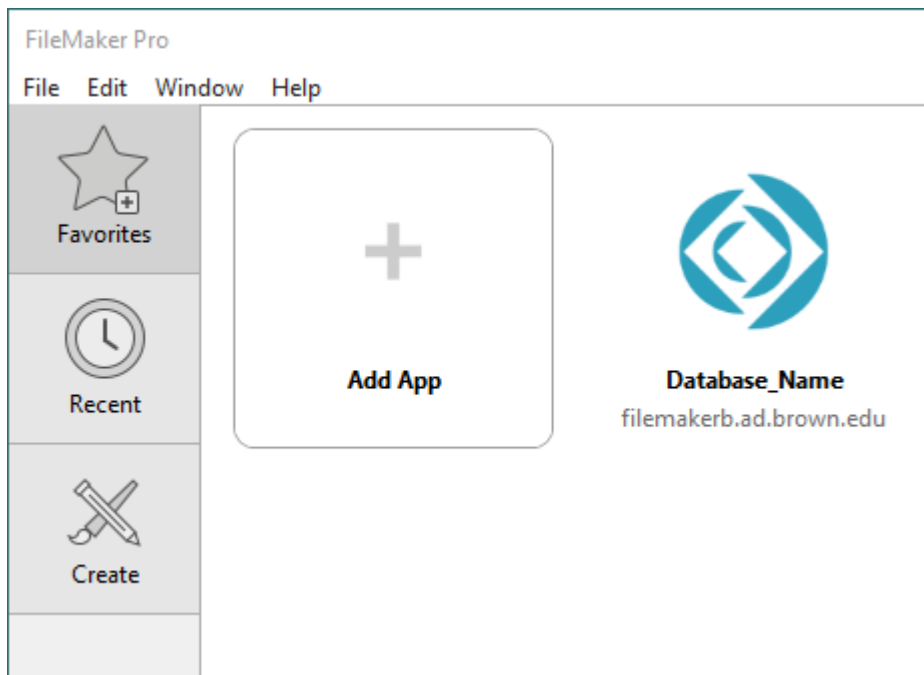 FileMaker Pro
File Edit Window Help
Favorites
Recent
Create
Add App
Database_Name
filemakerb.ad.brown.edu